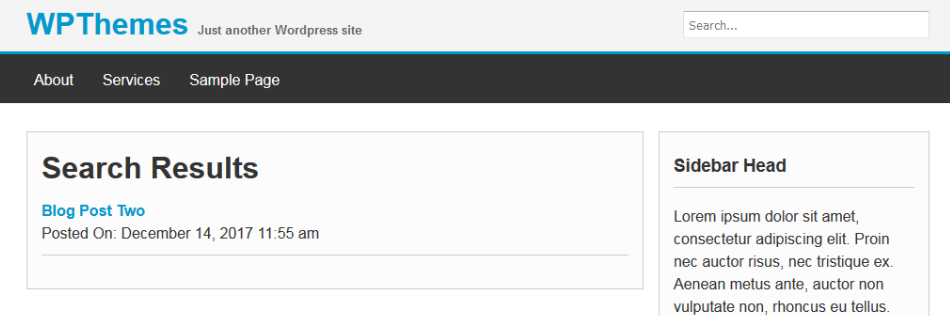 WPThemes Just another Wordpress site
Search...
About Services Sample Page
Search Results
Blog Post Two
Posted On: December 14, 2017 11:55 am
Sidebar Head
Lorem ipsum dolor sit amet,
consectetur adipiscing elit. Proin
nec auctor risus, nec tristique ex.
Aenean metus ante, auctor non
vulputate non, rhoncus eu tellus.